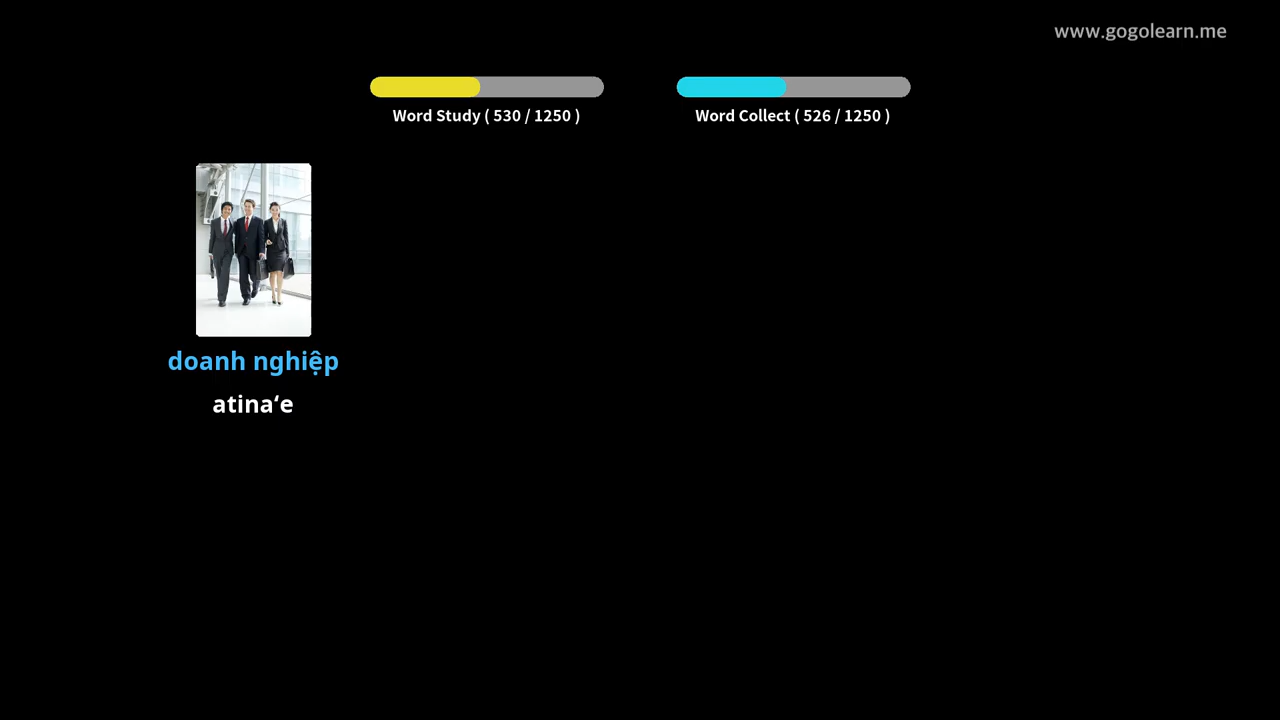 www.gogolearn.me
Word Study ( 530 / 1250 )
Word Collect ( 526 / 1250 )
doanh nghiệp
atinaʻe